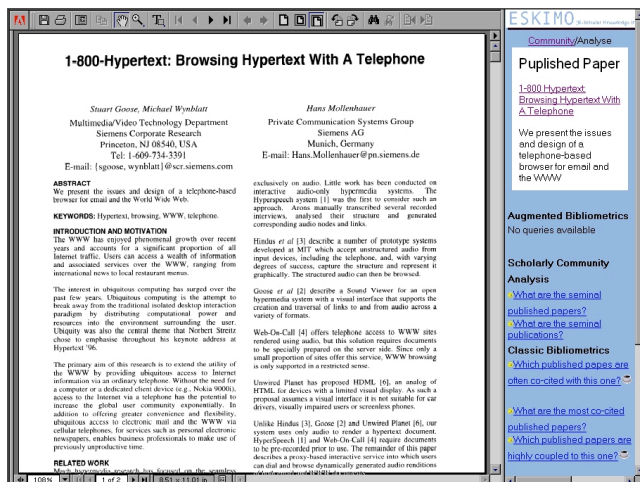 1-800-Hypertext: Browsing Hypertext With A Telephone
Stuart Goose, Michael Wynblatt
Multimedia/Video Technology Department
Siemens Corporate Research
Princeton, NJ 08540, USA
Tel: 1-609-734-3391
E-mail: {sgoose, wynblatt}@scr.siemens.com
Hans Mollenhauer
Private Communication Systems Group
Siemens AG
Munich, Germany
E-mail: Hans.Mollenhauer@pn.siemens.de
ABSTRACT
We present the issues and design of a telephone-based
browser for email and the World Wide Web.
KEYWORDS: Hypertext, browsing, WWW, telephone.
INTRODUCTION AND MOTIVATION
The WWW has enjoyed phenomenal growth over recent
years and accounts for a significant proportion of all
Internet traffic. Users can access a wealth of information
and associated services over the WWW, ranging from
international news to local restaurant menus.
The interest in ubiquitous computing has surged over the
past few years. Ubiquitous computing is the attempt to
break away from the traditional isolated desktop interaction
paradigm by distributing computational power and
resources into the environment surrounding the user.
Ubiquity was also the central theme that Norbert Streitz
chose to emphasise throughout his keynote address at
Hypertext '96.
The primary aim of this research is to extend the utility of
the WWW by providing ubiquitous access to Internet
information via an ordinary telephone. Without the need for
a computer or a dedicated client device (e.g., Nokia 9000i),
access to the Internet via a telephone has the potential to
increase the global user community exponentially. In
addition to offering greater convenience and flexibility,
ubiquitous access to electronic mail and the WWW via
cellular telephones, for services such as personal electronic
newspapers, enables business professionals to make use of
previously unproductive time.
RELATED WORK
Much hypermedia research has focused on the seamless
exclusively on audio. Little work has been conducted on
interactive audio-only hypermedia systems. The
Hyperspeech system [1] was the first to consider such an
approach. Arons manually transcribed several recorded
interviews, analysed their structure and generated
corresponding audio nodes and links.
Hindus et al [3] describe a number of prototype systems
developed at MIT which accept unstructured audio from
input devices, including the telephone, and, with varying
degrees of success, capture the structure and represent it
graphically. The structured audio can then be browsed.
Goose et al [2] describe a Sound Viewer for an open
hypermedia system with a visual interface that supports the
creation and traversal of links to and from audio across a
variety of formats.
Web-On-Call [4] offers telephone access to WWW sites
rendered using audio, but this solution requires documents
to be specially prepared on the server side. Since only a
small proportion of sites offer this service, WWW browsing
is only supported in a restricted sense.
Unwired Planet has proposed HDML [6], an analog of
HTML for devices with a limited visual display. As such a
proposal assumes a visual interface it is not suitable for car
drivers, visually impaired users or screenless phones.
Unlike Hindus [3], Goose [2] and Unwired Planet [6], our
system uses only audio to render a hypertext document.
HyperSpeech [1] and Web-On-Call [4] require documents
to be pre-recorded prior to use. The remainder of this paper
describes a proxy-based interactive service into which users
can dial and browse dynamically generated audio renditions
108%
1 of 2
8.51 x 11.01 in
ESKIMO
Community/Analyse
Puplished Paper
1-800 Hypertext:
Browsing Hypertext With
A Telephone
We present the issues
and design of a
telephone-based
browser for email and
the WWW
Augmented Bibliometrics
No queries available
Scholarly Community
Analysis
What are the seminal
published papers?
What are the seminal
publications?
Classic Bibliometrics
Which published papes are
often co-cited with this one?
What are the most co-cited
published papers?
Which published papers are
highly coupled to this one?